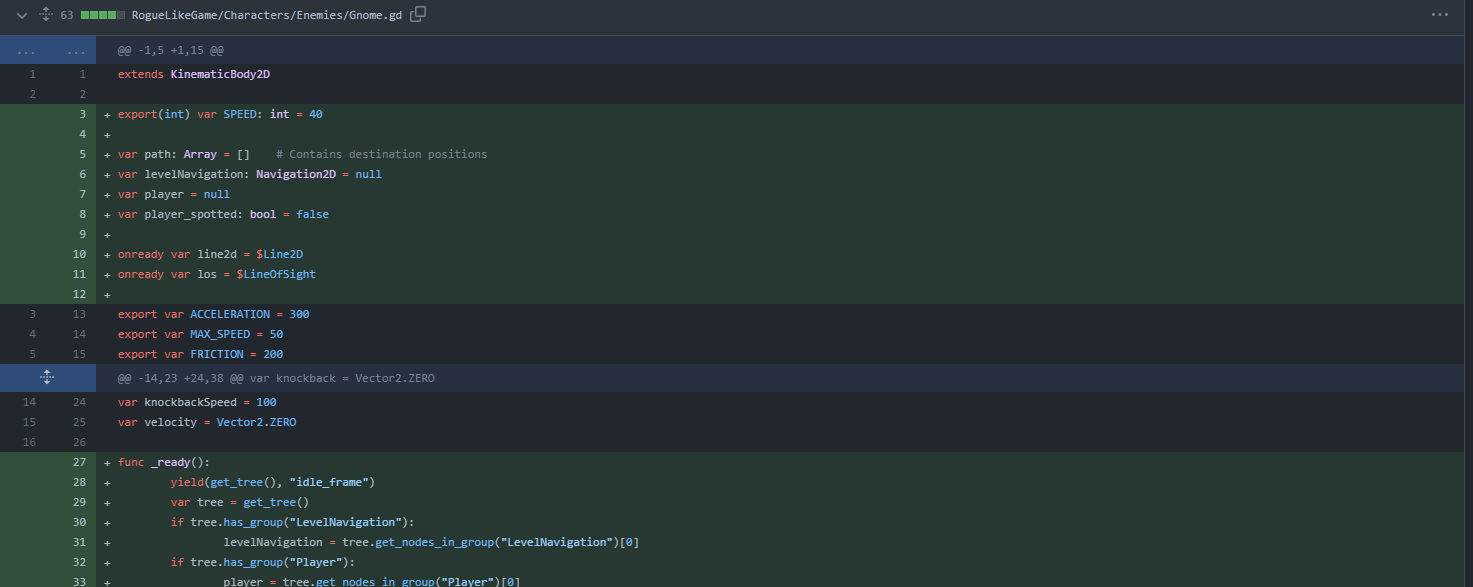 63 RogueLikeGame/Characters/Enemies/Gnome.gd ...
... ... @@ -1,5 +1,15 @@
1 1 extends KinematicBody2D
2 2
3 + export(int) var SPEED: int = 40
4 +
5 + var path: Array = [] # Contains destination positions
6 + var levelNavigation: Navigation2D = null
7 + var player = null
8 + var player_spotted: bool = false
9 +
10 + onready var line2d = $Line2D
11 + onready var los = $LineOfSight
12 +
3 13 export var ACCELERATION = 300
4 14 export var MAX_SPEED = 50
5 15 export var FRICTION = 200
@@ -14,23 +24,38 @@ var knockback = Vector2.ZERO
14 24 var knockbackSpeed = 100
15 25 var velocity = Vector2.ZERO
16 26
27 + func _ready():
28 + yield(get_tree(), "idle_frame")
29 + var tree = get_tree()
30 + if tree.has_group("LevelNavigation"):
31 + levelNavigation = tree.get_nodes_in_group("LevelNavigation")[0]
32 + if tree.has_group("Player"):
33 + player = tree.get_nodes_in_group("Player")[0]